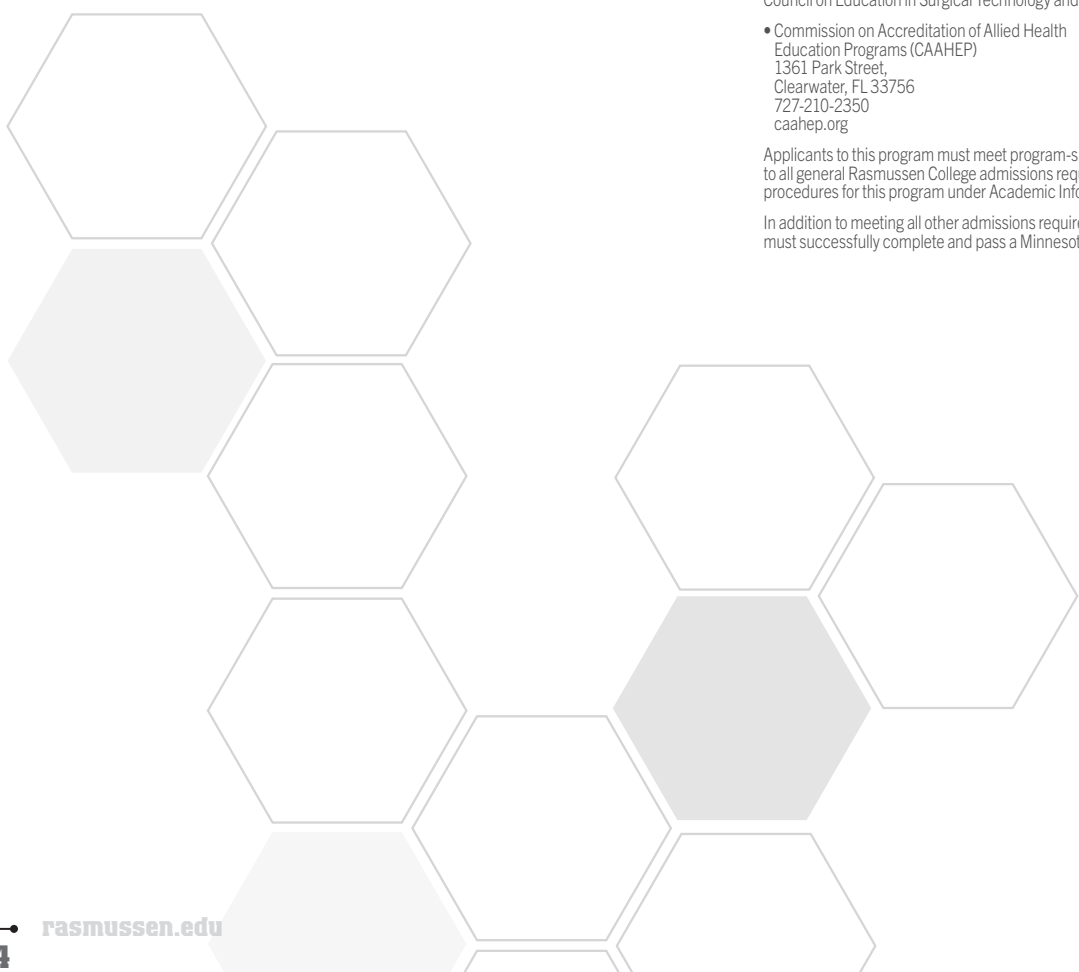 Council on Education in Surgical Technology and
• Commission on Accreditation of Allied Health
Education Programs (CAAHEP)
1361 Park Street,
Clearwater, FL 33756
727-210-2350
caahep.org
Applicants to this program must meet program-s
to all general Rasmussen College admissions req
procedures for this program under Academic Info
In addition to meeting all other admissions require
must successfully complete and pass a Minnesot
rasmussen.edu
4